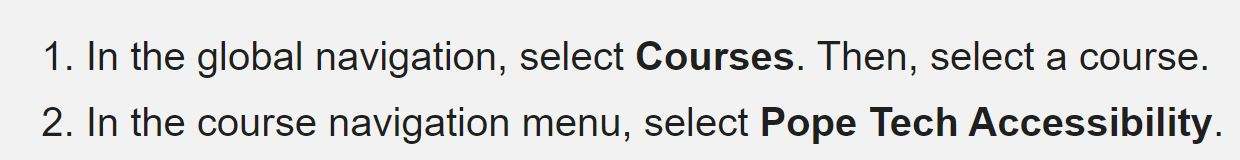 1. In the global navigation, select Courses. Then, select a course.
2. In the course navigation menu, select Pope Tech Accessibility.